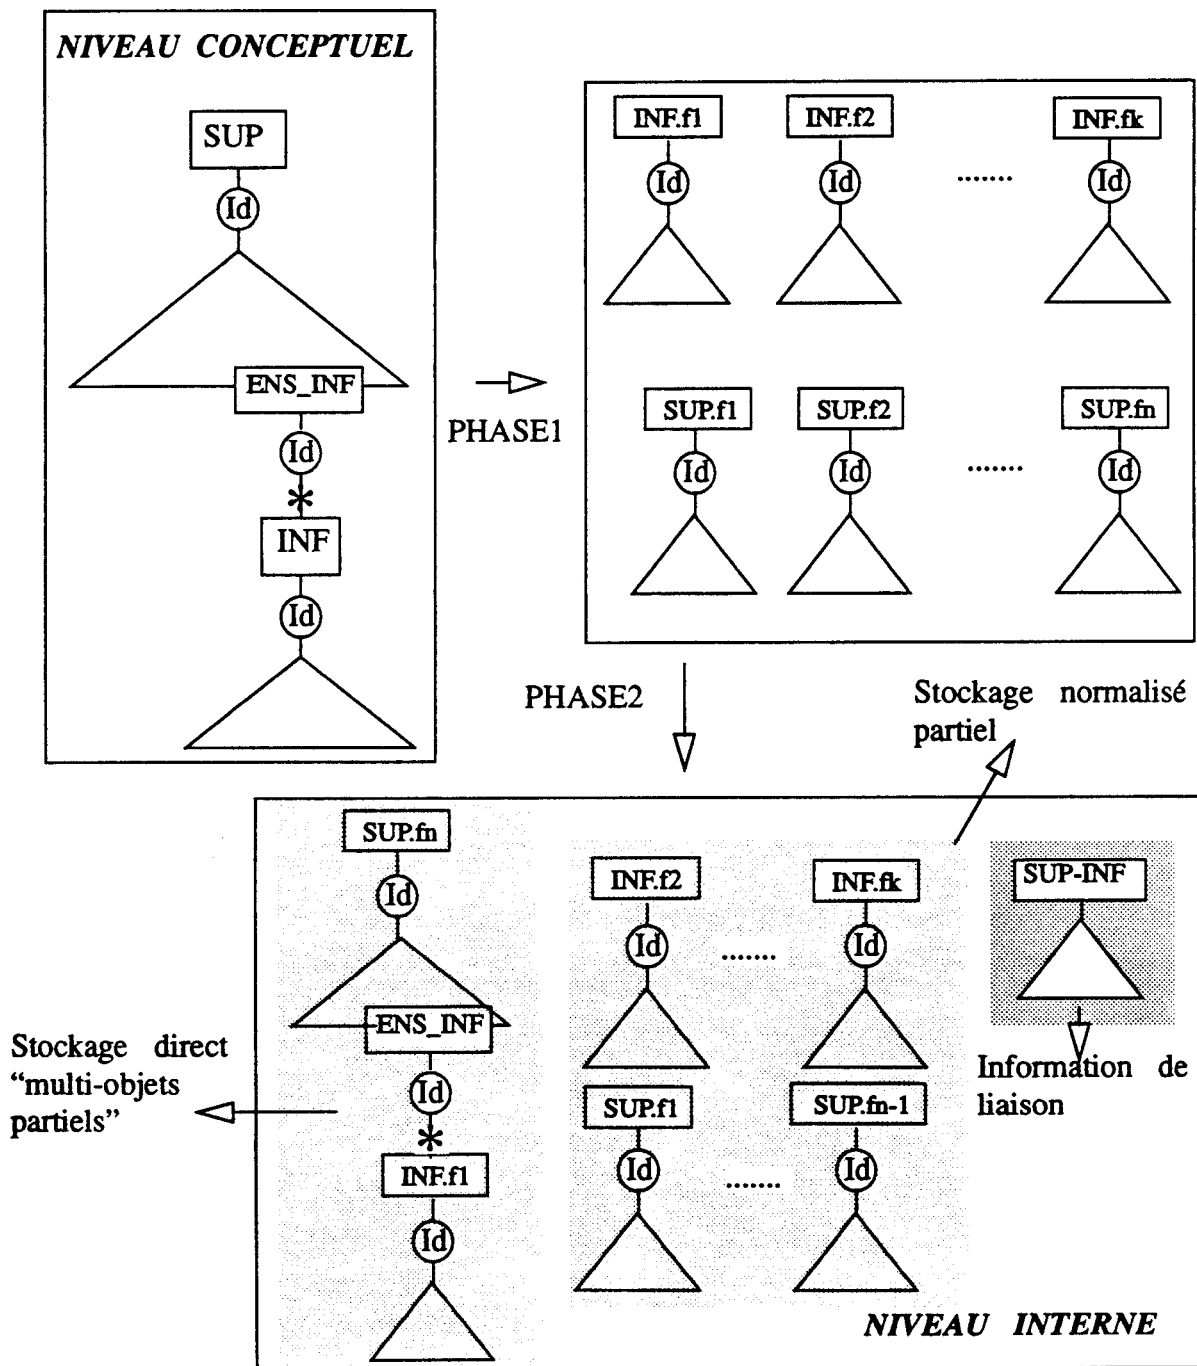 NIVEAU CONCEPTUEL
SUP
Id
ENS_INF
Id
*
INF
Id
PHASE1
INF.f1 INF.f2 INF.fk
Id Id ....... Id
SUP.f1 SUP.f2 SUP.fn
Id Id ....... Id
PHASE2
Stockage normalisé
partiel
SUP.fn
Id
ENS_INF
Id
*
INF.f1
Id
Stockage direct
“multi-objets
partiels”
INF.f2 INF.fk
Id ....... Id
SUP.f1 SUP.fn-1
Id ....... Id
SUP-INF
Information de
liaison
NIVEAU INTERNE